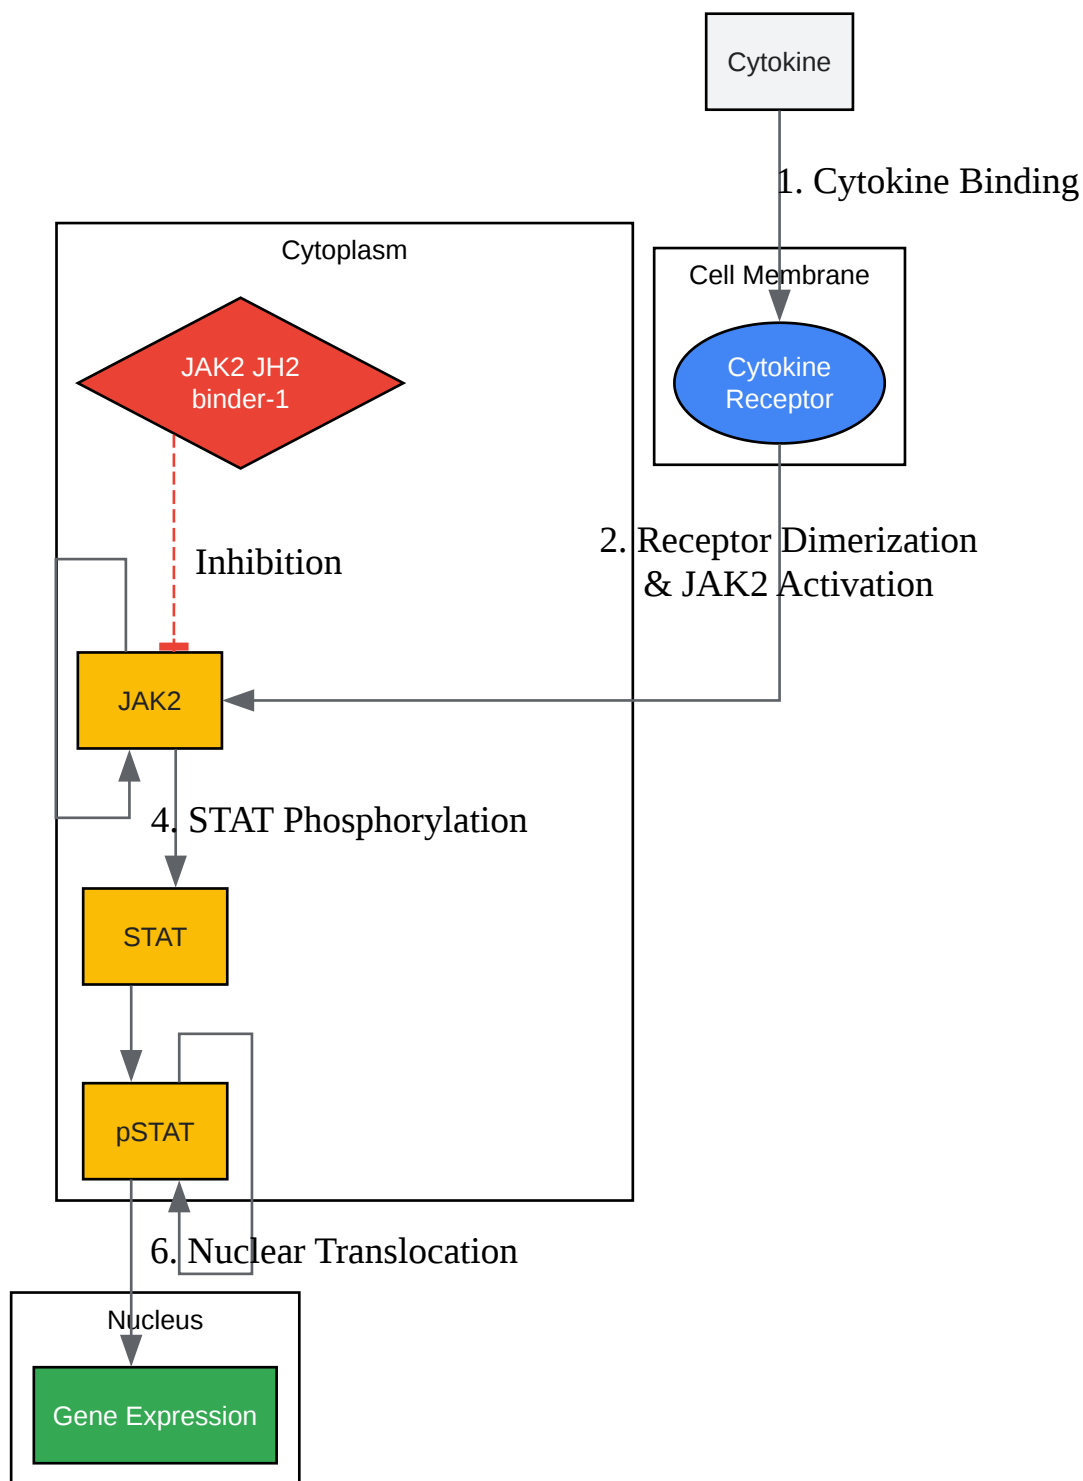 Cytokine
1. Cytokine Binding
Cytoplasm
Cell Membrane
JAK2 JH2
binder-1
Cytokine
Receptor
2. Receptor Dimerization
& JAK2 Activation
Inhibition
JAK2
4. STAT Phosphorylation
STAT
pSTAT
6. Nuclear Translocation
Nucleus
Gene Expression